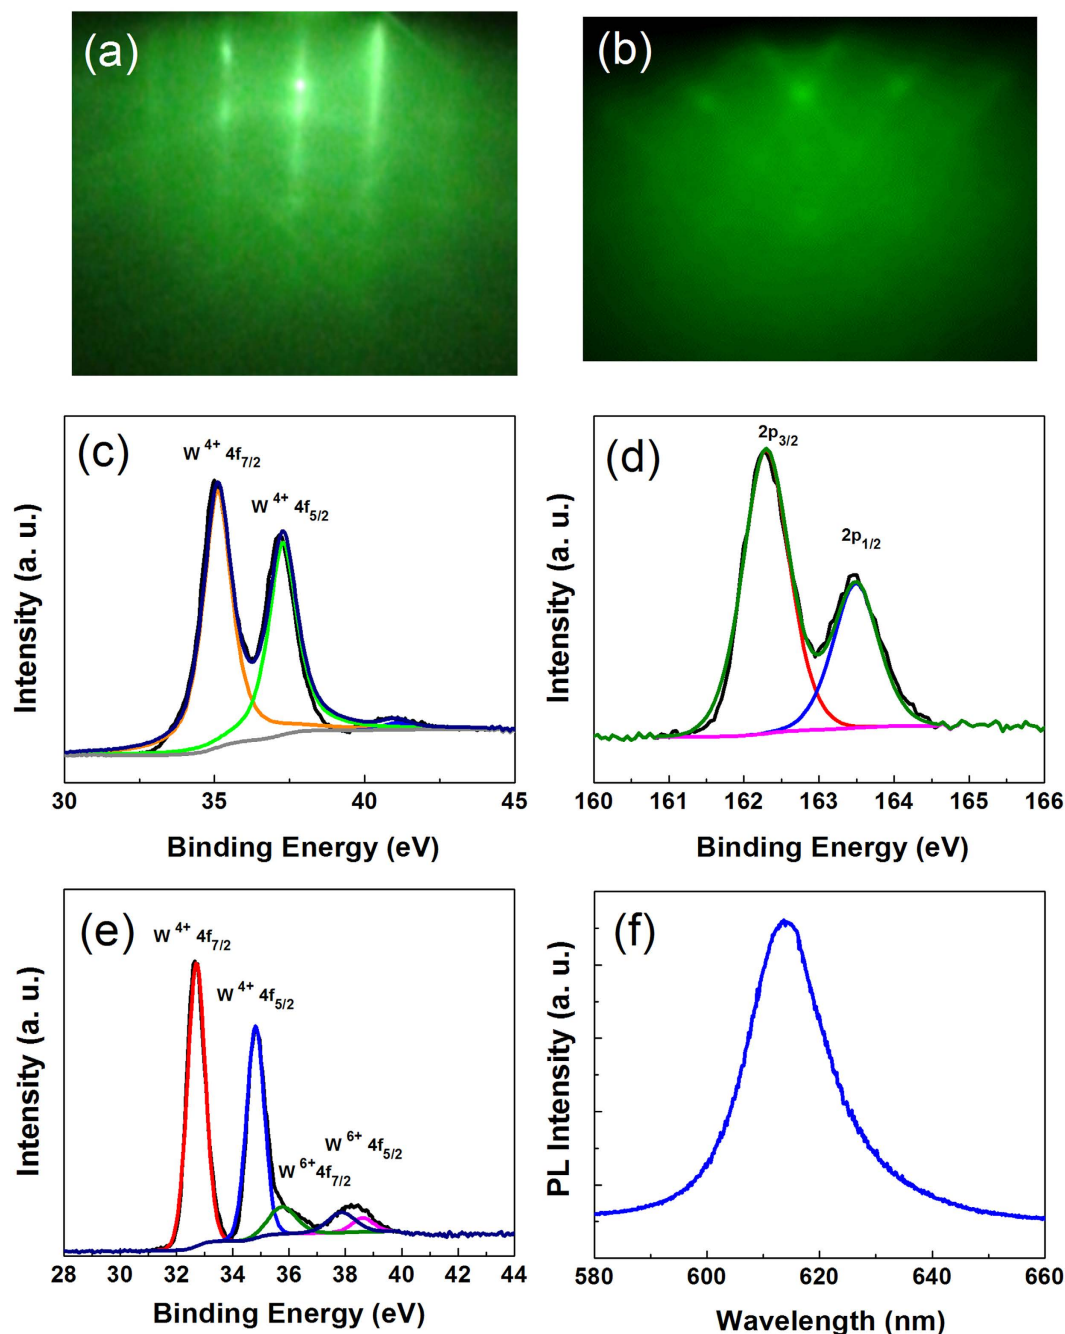 (a)
(b)
(c)
W 4+ 4f7/2
W 4+ 4f5/2
Intensity (a. u.)
30 35 40 45
Binding Energy (eV)
(d)
2p3/2
2p1/2
Intensity (a. u.)
160 161 162 163 164 165 166
Binding Energy (eV)
(e)
W 4+ 4f7/2
W 4+ 4f5/2
W 6+ 4f5/2
W 6+ 4f7/2
Intensity (a. u.)
28 30 32 34 36 38 40 42 44
Binding Energy (eV)
(f)
PL Intensity (a. u.)
580 600 620 640 660
Wavelength (nm)